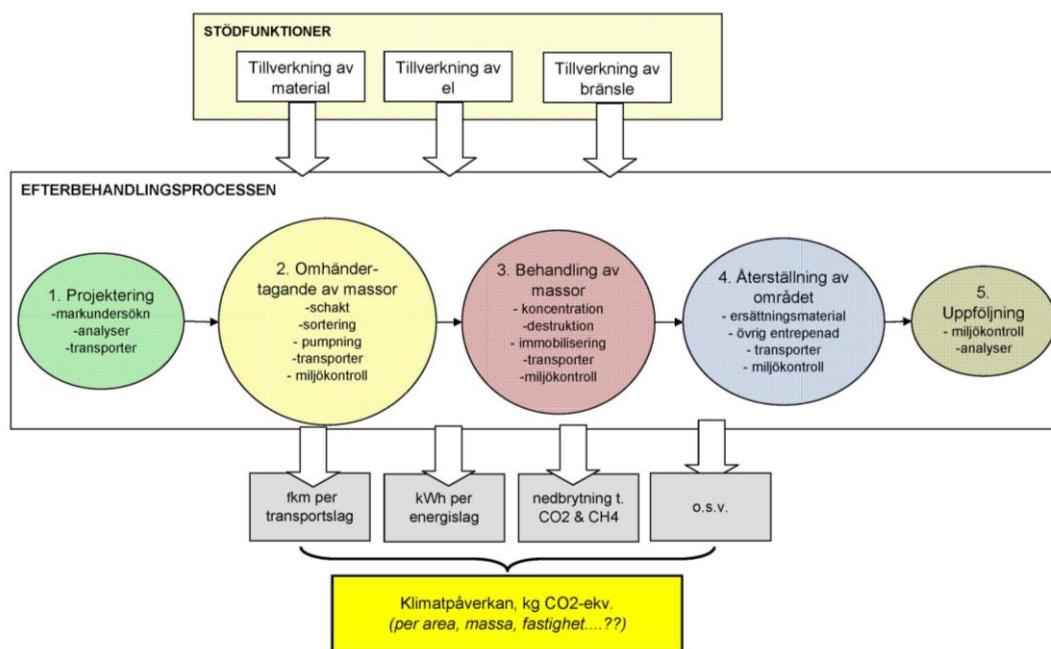 STÖDFUNKTIONER
Tillverkning av
material
Tillverkning av
el
Tillverkning av
bränsle
EFTERBEHANDLINGSPROCESSEN
1. Projektering
-markundersökn
-analyser
-transporter
2. Omhänder-
tagande av massor
-schakt
-sortering
- pumpning
-transporter
- miljökontroll
3. Behandling av
massor
- koncentration
-destruktion
- immobilisering
-transporter
-miljökontroll
4. Återställning av
området
- ersättningsmaterial
- övrig entrepenad
- transporter
- miljökontroll
5.
Uppföljning
- miljökontroll
-analyser
fkm per
transportslag
kWh per
energislag
nedbrytning t.
CO2 & CH4
o.s.v.
Klimatpåverkan, kg CO2-ekv.
(per area, massa, fastighet....??)